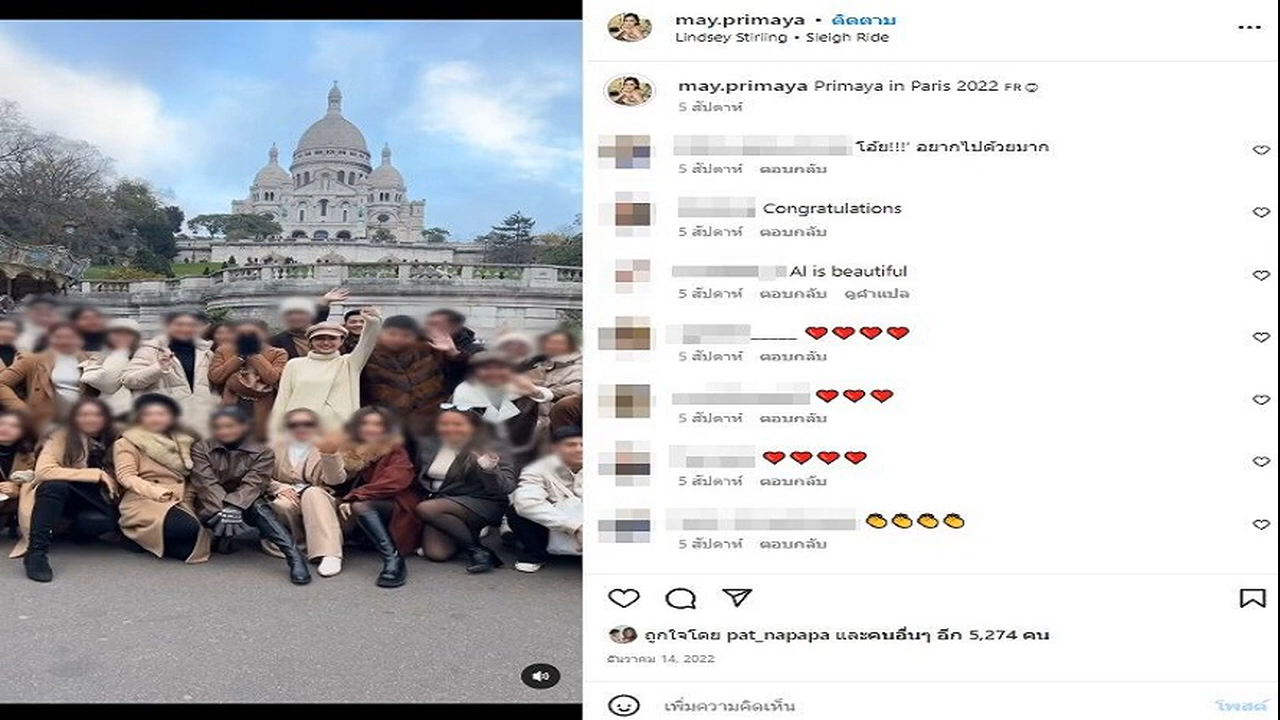 may.primaya • ติดตาม
Lindsey Stirling • Sleigh Ride
may.primaya Primaya in Paris 2022 FR
5 สัปดาห์
โอ้ย!!!' อยากไปด้วยมาก
5 สัปดาห์ ตอบกลับ
Congratulations
5 สัปดาห์ ตอบกลับ
Al is beautiful
5 สัปดาห์ ตอบกลับ ดูคำแปล
5 สัปดาห์ ตอบกลับ
5 สัปดาห์ ตอบกลับ
5 สัปดาห์ ตอบกลับ
5 สัปดาห์ ตอบกลับ
ถูกใจโดย pat_napapa และคนอื่นๆ อีก 5,274 คน
ธันวาคม 14, 2022
เพิ่มความคิดเห็น
โพสต์